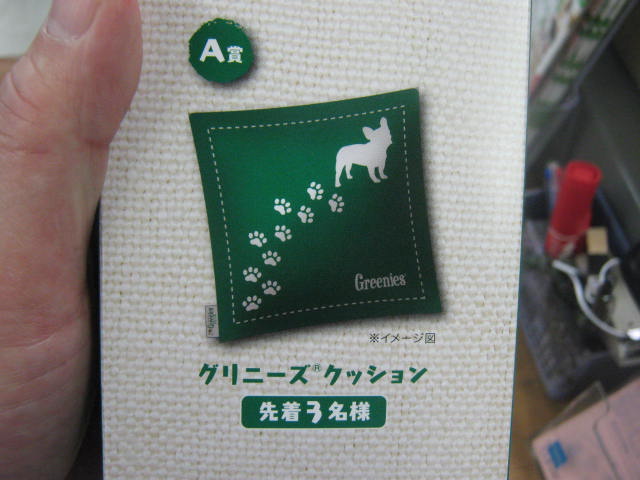 A賞
Greenies
※イメージ図
グリニーズ®クッション
先着3名様